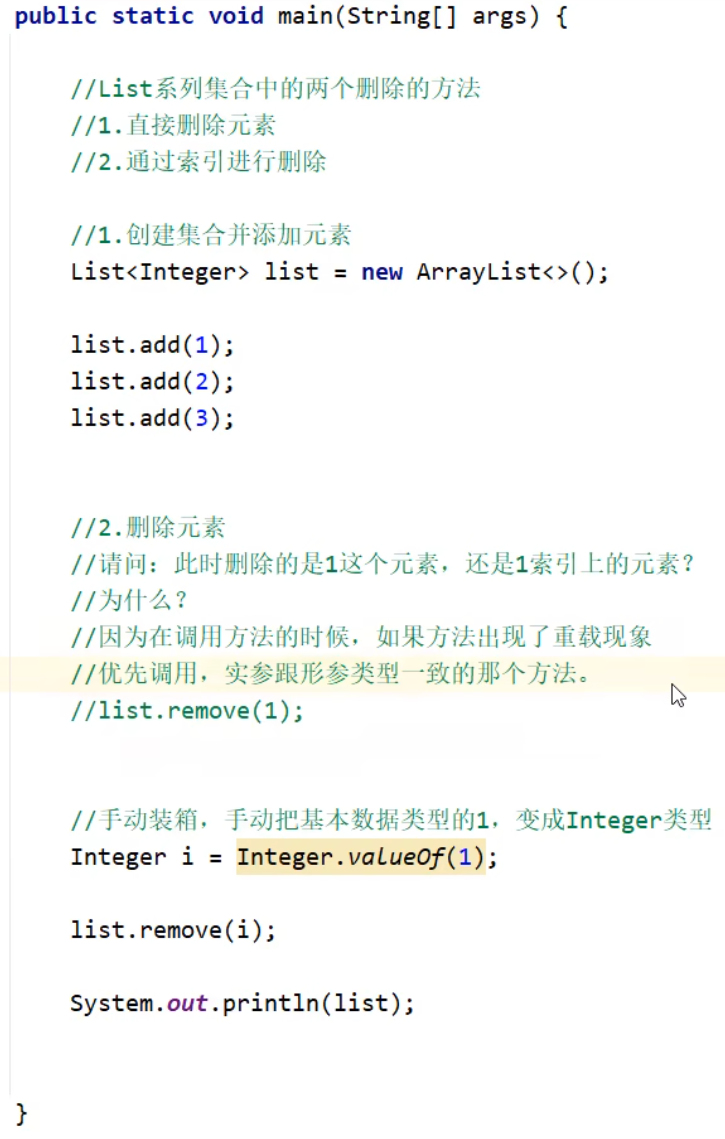 public static void main(String[] args) {
//List系列集合中的两个删除的方法
//1.直接删除元素
//2.通过索引进行删除
//1.创建集合并添加元素
List<Integer> list = new ArrayList<>();
list.add(1);
list.add(2);
list.add(3);
//2.删除元素
//请问：此时删除的是1这个元素，还是1索引上的元素？
//为什么？
//因为在调用方法的时候，如果方法出现了重载现象
//优先调用，实参跟形参类型一致的那个方法。
//list.remove(1);
//手动装箱，手动把基本数据类型的1，变成Integer类型
Integer i = Integer.valueOf(1);
list.remove(i);
System.out.println(list);
}